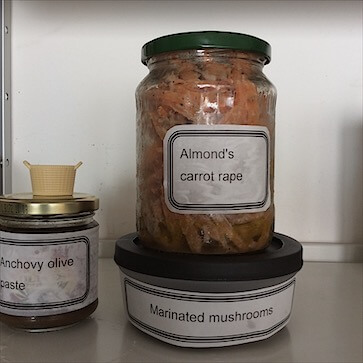 Almond's
carrot rape
Anchovy olive
paste
Marinated mushrooms